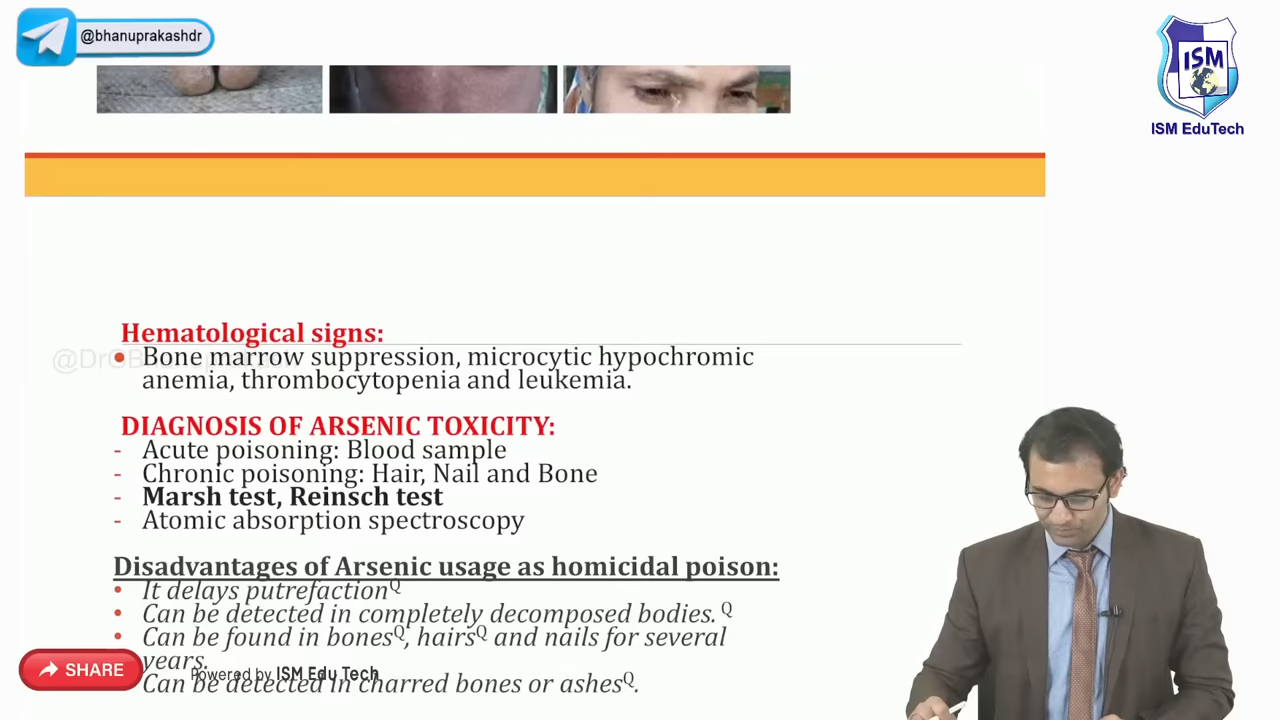 @bhanuprakashdr
ISM
ISM EduTech
Hematological signs:
• Bone marrow suppression, microcytic hypochromic
anemia, thrombocytopenia and leukemia.
DIAGNOSIS OF ARSENIC TOXICITY:
- Acute poisoning: Blood sample
- Chronic poisoning: Hair, Nail and Bone
- Marsh test, Reinsch test
- Atomic absorption spectroscopy
Disadvantages of Arsenic usage as homicidal poison:
• It delays putrefactionQ
• Can be detected in completely decomposed bodies. Q
• Can be found in bonesQ, hairsQ and nails for several
years.
Can be detected in charred bones or ashesQ.
SHARE
Powered by ISM Edu Tech